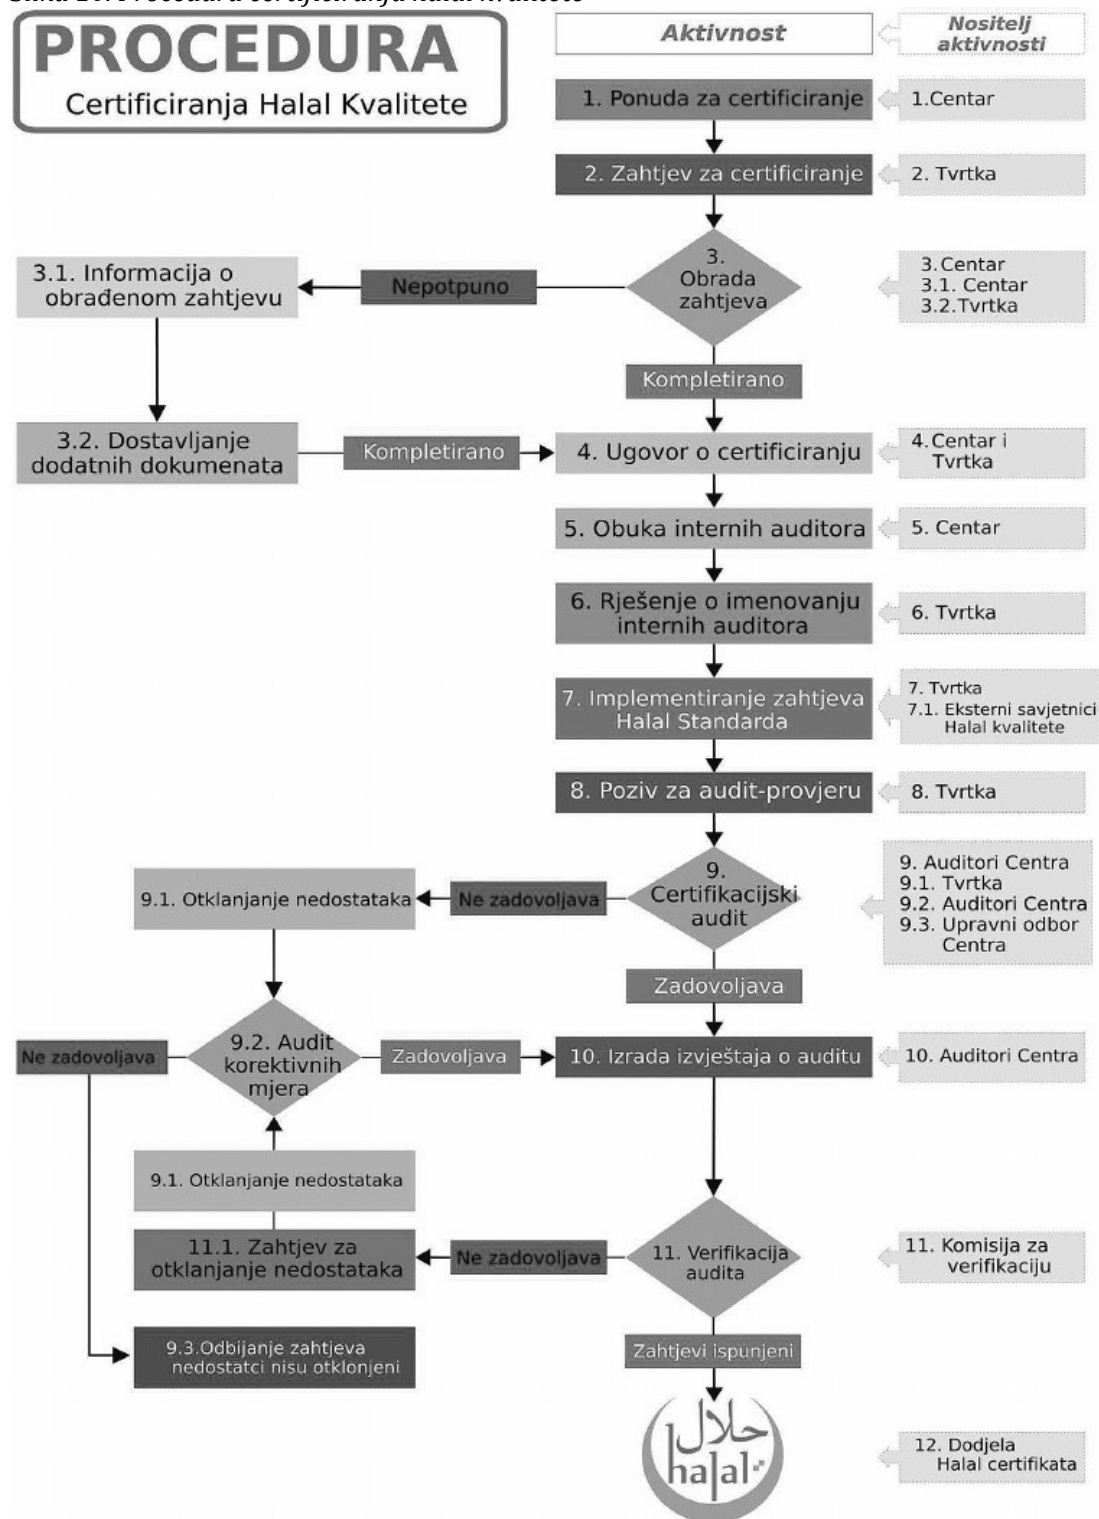 PROCEDURA
Certificiranja Halal Kvalitete
Aktivnost
Nositelj
aktivnosti
1. Ponuda za certificiranje
1.Centar
2. Zahtjev za certificiranje
2. Tvrtka
3.
Obrada
zahtjeva
3.Centar
3.1. Centar
3.2.Tvrtka
Nepotpuno
3.1. Informacija o
obrađenom zahtjevu
Kompletirano
3.2. Dostavljanje
dodatnih dokumenata
Kompletirano
4. Ugovor o certificiranju
4.Centar i
Tvrtka
5. Obuka internih auditora
5. Centar
6. Rješenje o imenovanju
internih auditora
6. Tvrtka
7. Implementiranje zahtjeva
Halal Standarda
7. Tvrtka
7.1. Eksterni savjetnici
Halal kvalitete
8. Poziv za audit-provjeru
8. Tvrtka
9.
Certifikacijski
audit
9. Auditori Centra
9.1. Tvrtka
9.2. Auditori Centra
9.3. Upravni odbor
Centra
Ne zadovoljava
9.1. Otklanjanje nedostataka
Zadovoljava
Ne zadovoljava
9.2. Audit
korektivnih
mjera
Zadovoljava
10. Izrada izvještaja o auditu
10. Auditori Centra
9.1. Otklanjanje nedostataka
11.1. Zahtjev za
otklanjanje nedostataka
Ne zadovoljava
11. Verifikacija
audita
11. Komisija za
verifikaciju
9.3.Odbijanje zahtjeva
nedostatci nisu otklonjeni
Zahtjevi ispunjeni
حلال
halal
12. Dodjela
Halal certifikata